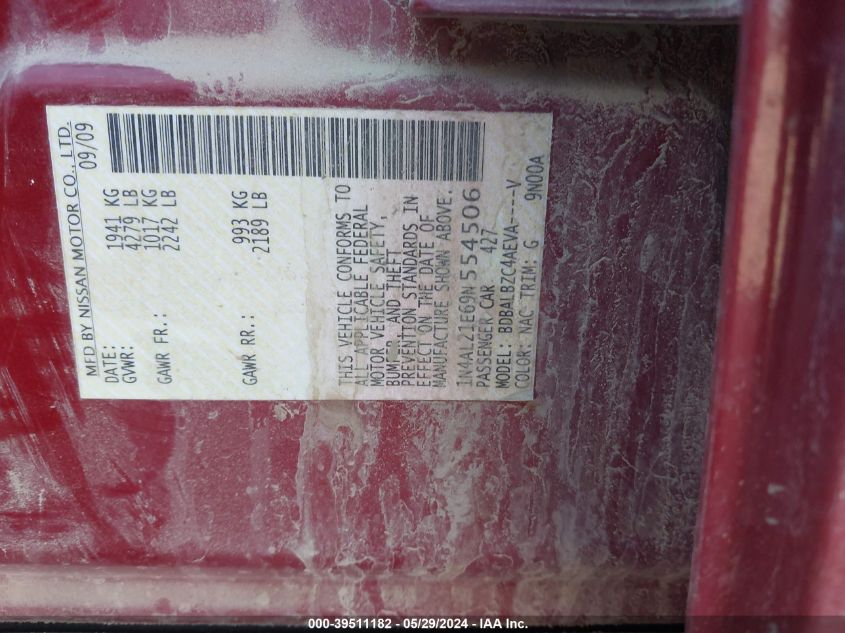 MFD BY NISSAN MOTOR CO., LTD.
DATE: 09/09
GVWR: 1941 KG
4279 LB
GAWR FR.: 1017 KG
2242 LB
GAWR RR.: 993 KG
2189 LB
THIS VEHICLE CONFORMS TO
ALL APPLICABLE FEDERAL
MOTOR VEHICLE SAFETY,
AND THEFT
PREVENTION STANDARDS IN
EFFECT ON THE DATE OF
MANUFACTURE SHOWN ABOVE.
1N4AL21E69N554506
PASSENGER CAR 427
MODEL: BDBALBZC4AEVA-----V
COLOR: NAC TRIM: G 9N00A
000-39511182 - 05/29/2024 - IAA Inc.